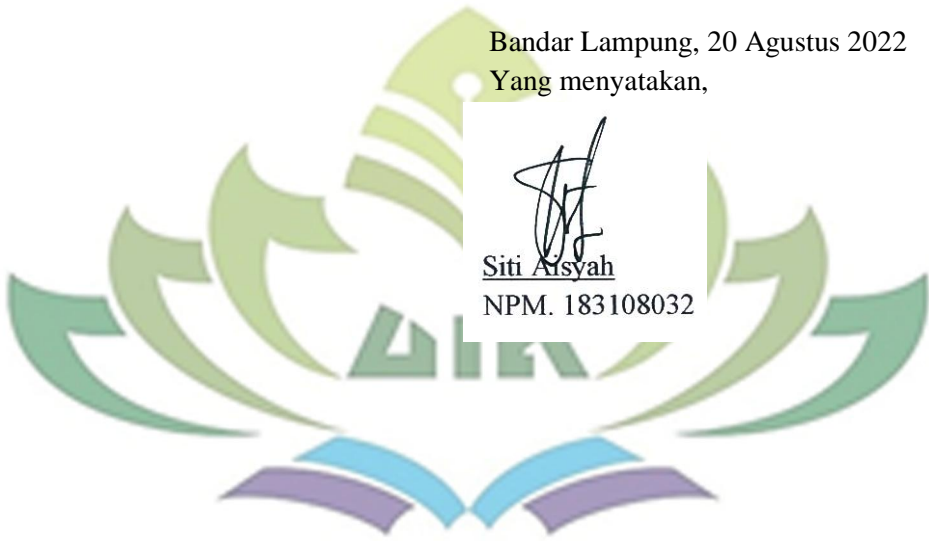 Bandar Lampung, 20 Agustus 2022
Yang menyatakan,
Siti Aisyah
NPM. 183108032